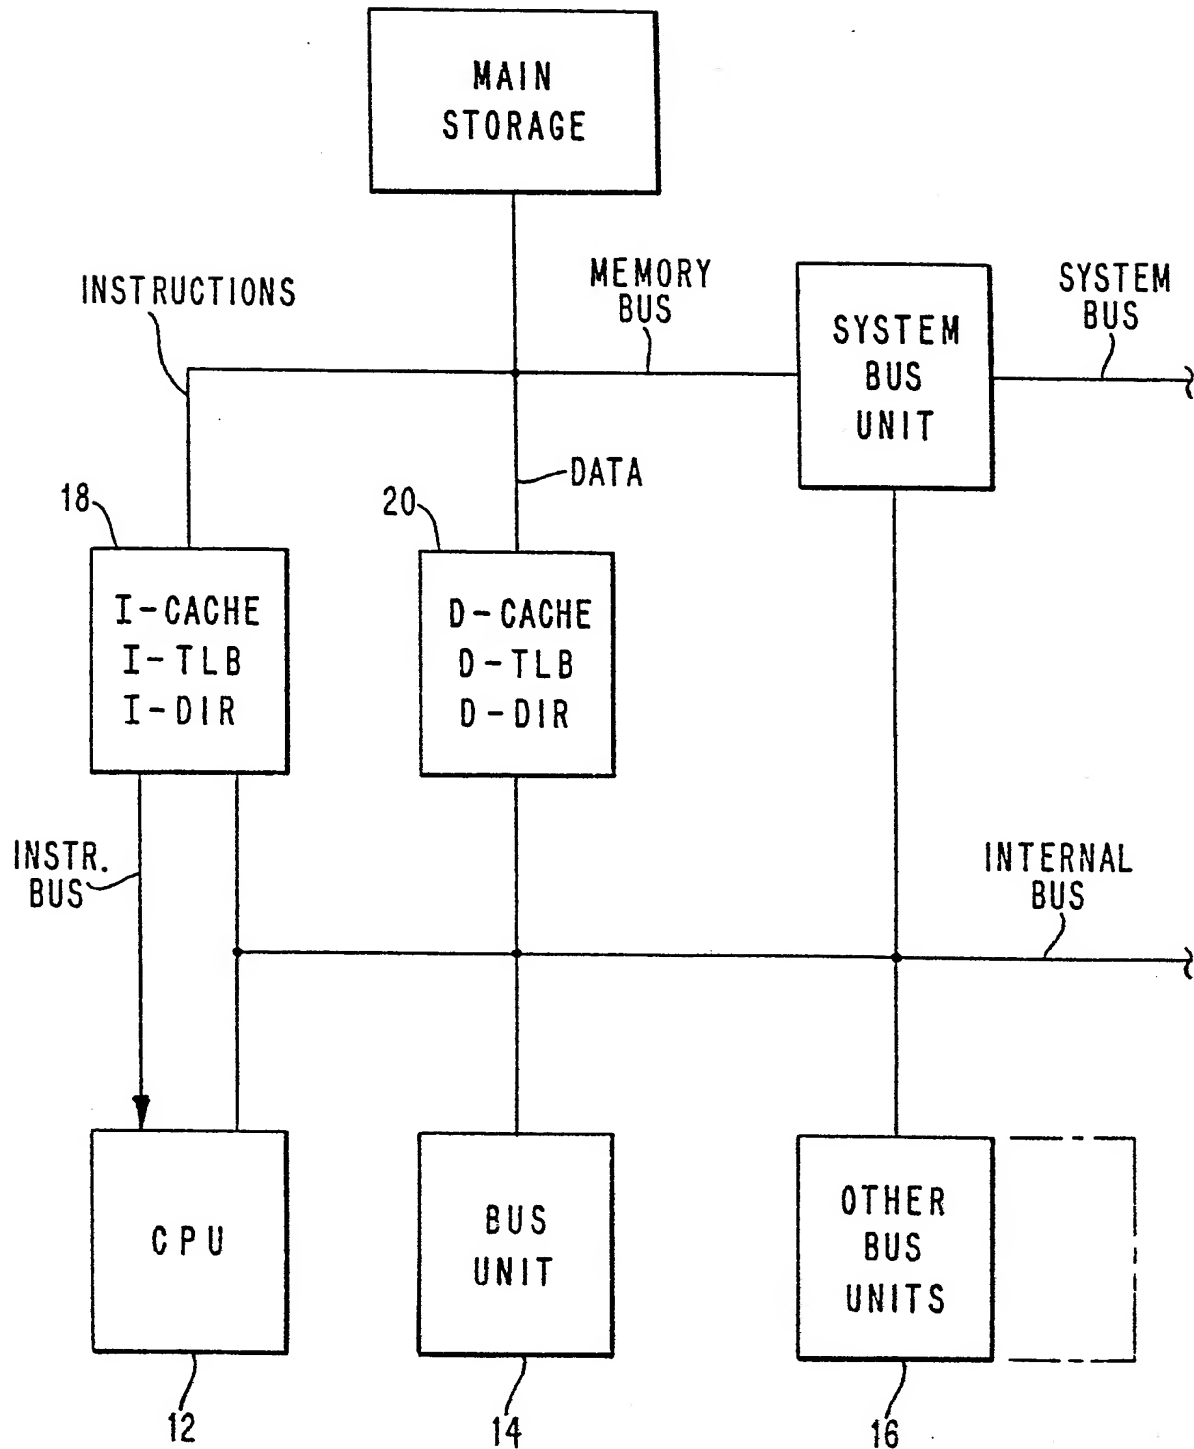 MAIN
STORAGE
INSTRUCTIONS
MEMORY
BUS
SYSTEM
BUS
UNIT
SYSTEM
BUS
DATA
18
20
I-CACHE
I-TLB
I-DIR
D-CACHE
D-TLB
D-DIR
INSTR.
BUS
INTERNAL
BUS
CPU
BUS
UNIT
OTHER
BUS
UNITS
12
14
16